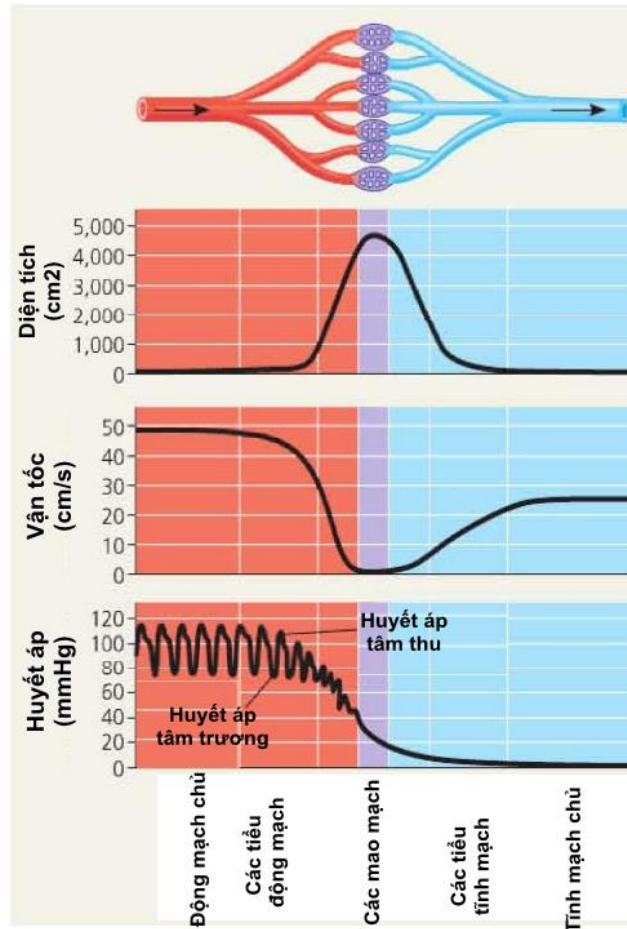 Diện tích
(cm2)
5,000
4,000
3,000
2,000
1,000
0
Vận tốc
(cm/s)
50
40
30
20
10
0
Huyết áp
(mmHg)
120
100
80
60
40
20
0
Huyết áp
tâm thu
Huyết áp
tâm trương
Động mạch chủ
Các tiểu
động mạch
Các mao mạch
Các tiểu
tĩnh mạch
Tĩnh mạch chủ